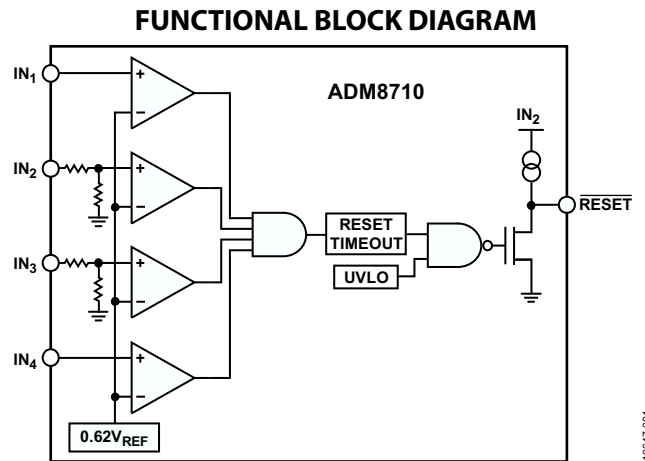 FUNCTIONAL BLOCK DIAGRAM
ADM8710
IN1
+
−
IN2
+
−
IN3
+
−
IN4
+
−
0.62VREF
RESET
TIMEOUT
UVLO
IN2
RESET